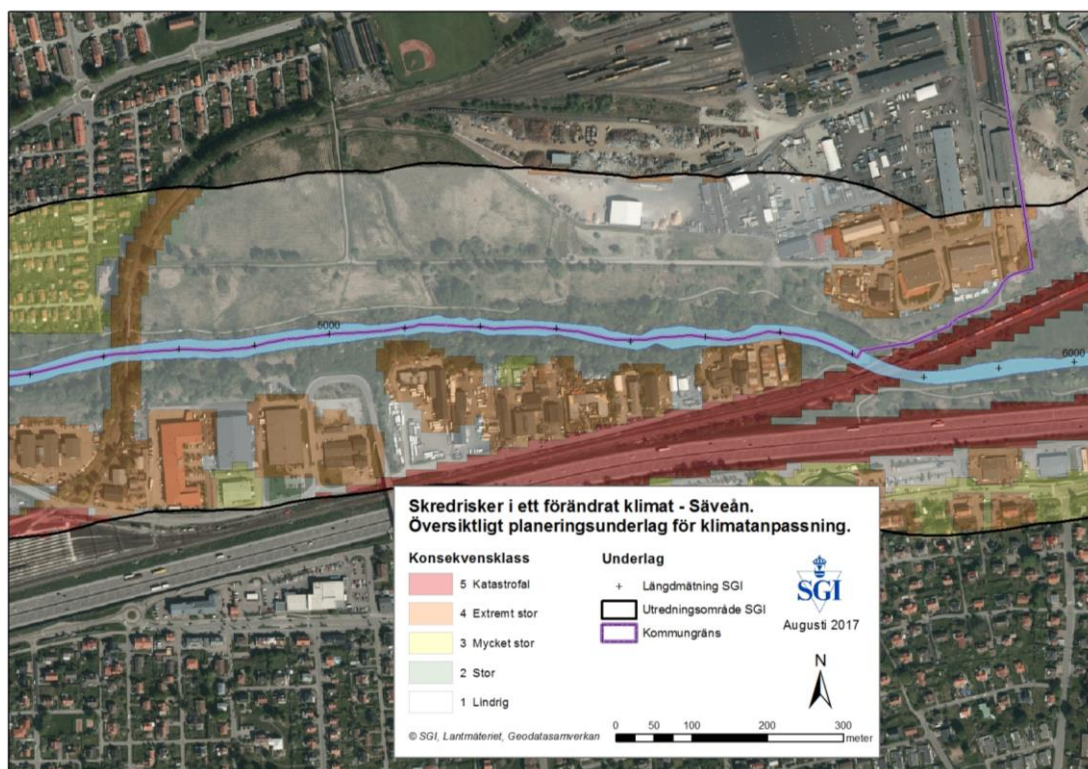 5000
6000
Skredrisker i ett förändrat klimat - Säveån.
Översiktligt planeringsunderlag för klimatanpassning.
Konsekvensklass
5 Katastrofal
4 Extremt stor
3 Mycket stor
2 Stor
1 Lindrig
Underlag
Längdmätning SGI
Utredningsområde SGI
Kommungräns
SGI
Augusti 2017
N
0 50 100 200 300
meter
© SGI, Lantmäteriet, Geodatasamverkan